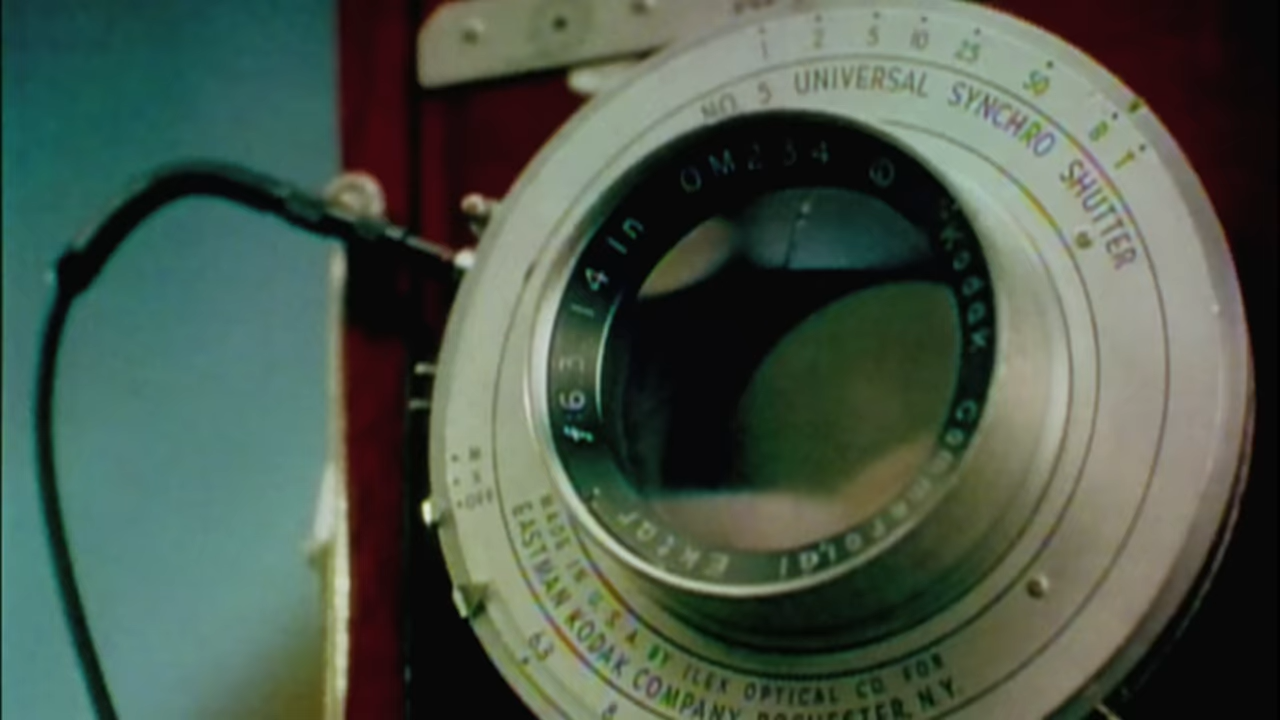 1 2 5 10 25 50 B T
NO. 5 UNIVERSAL SYNCHRO SHUTTER
OM234 Kodak Commercial Ektar f:6.3 14 in
M
S
OFF
MADE IN U.S.A. BY ILEX OPTICAL CO. FOR
EASTMAN KODAK COMPANY, ROCHESTER, N.Y.
6.3
8